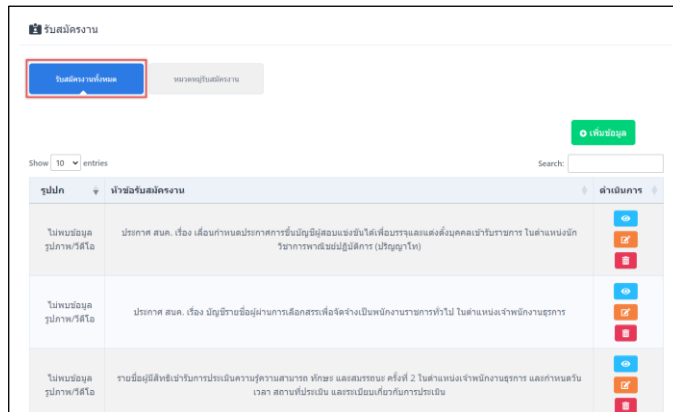 รับสมัครงาน
รับสมัครงานทั้งหมด
หมวดหมู่รับสมัครงาน
เพิ่มข้อมูล
Show 10 entries
Search:
รูปปก
หัวข้อรับสมัครงาน
ดำเนินการ
ไม่พบข้อมูล
รูปภาพ/วีดีโอ
ประกาศ สนค. เรื่อง เลื่อนกำหนดประกาศการขึ้นบัญชีผู้สอบแข่งขันได้เพื่อบรรจุและแต่งตั้งบุคคลเข้ารับราชการ ในตำแหน่งนัก
วิชาการพาณิชย์ปฏิบัติการ (ปริญญาโท)
ไม่พบข้อมูล
รูปภาพ/วีดีโอ
ประกาศ สนค. เรื่อง บัญชีรายชื่อผู้ผ่านการเลือกสรรเพื่อจัดจ้างเป็นพนักงานราชการทั่วไป ในตำแหน่งเจ้าพนักงานธุรการ
ไม่พบข้อมูล
รูปภาพ/วีดีโอ
รายชื่อผู้มีสิทธิเข้ารับการประเมินความรู้ความสามารถ ทักษะ และสมรรถนะ ครั้งที่ 2 ในตำแหน่งเจ้าพนักงานธุรการ และกำหนดวัน
เวลา สถานที่ประเมิน และระเบียบเกี่ยวกับการประเมิน